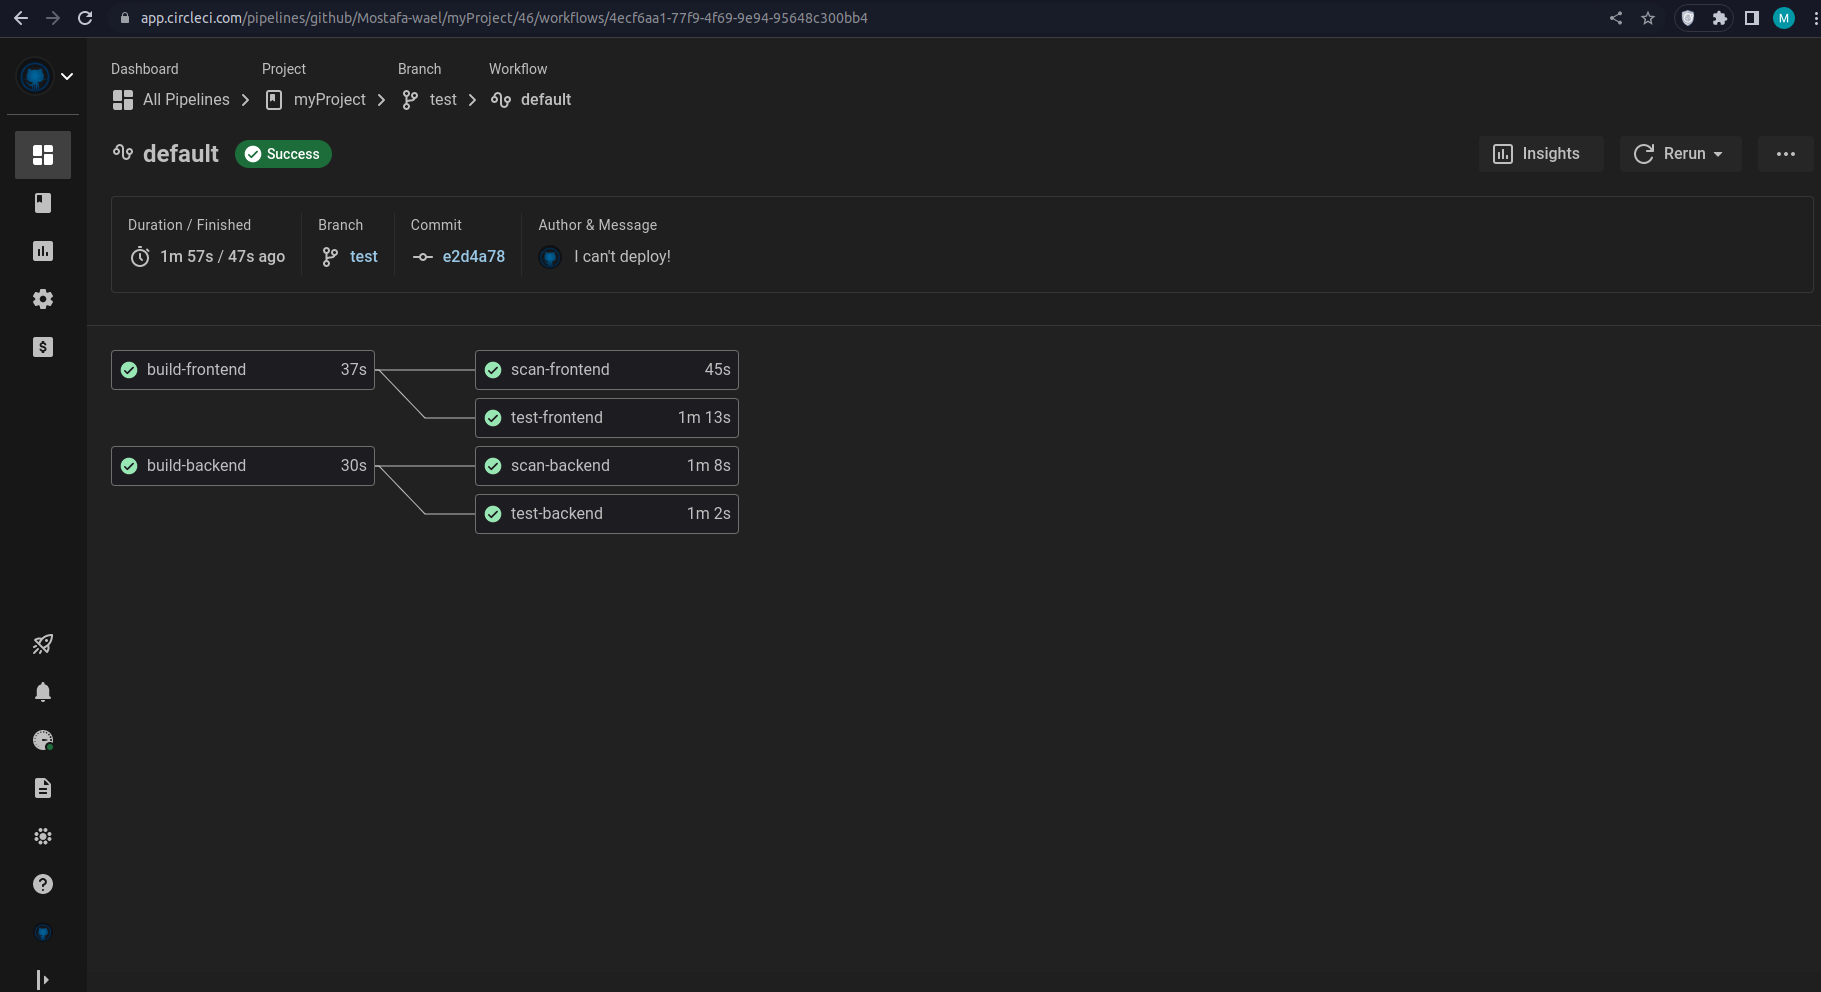 app.circleci.com/pipelines/github/Mostafa-wael/myProject/46/workflows/4ecf6aa1-77f9-4f69-9e94-95648c300bb4
M
Dashboard Project Branch Workflow
All Pipelines myProject test default
default Success Insights Rerun
Duration / Finished Branch Commit Author & Message
1m 57s / 47s ago test e2d4a78 I can't deploy!
build-frontend 37s scan-frontend 45s
test-frontend 1m 13s
build-backend 30s scan-backend 1m 8s
test-backend 1m 2s